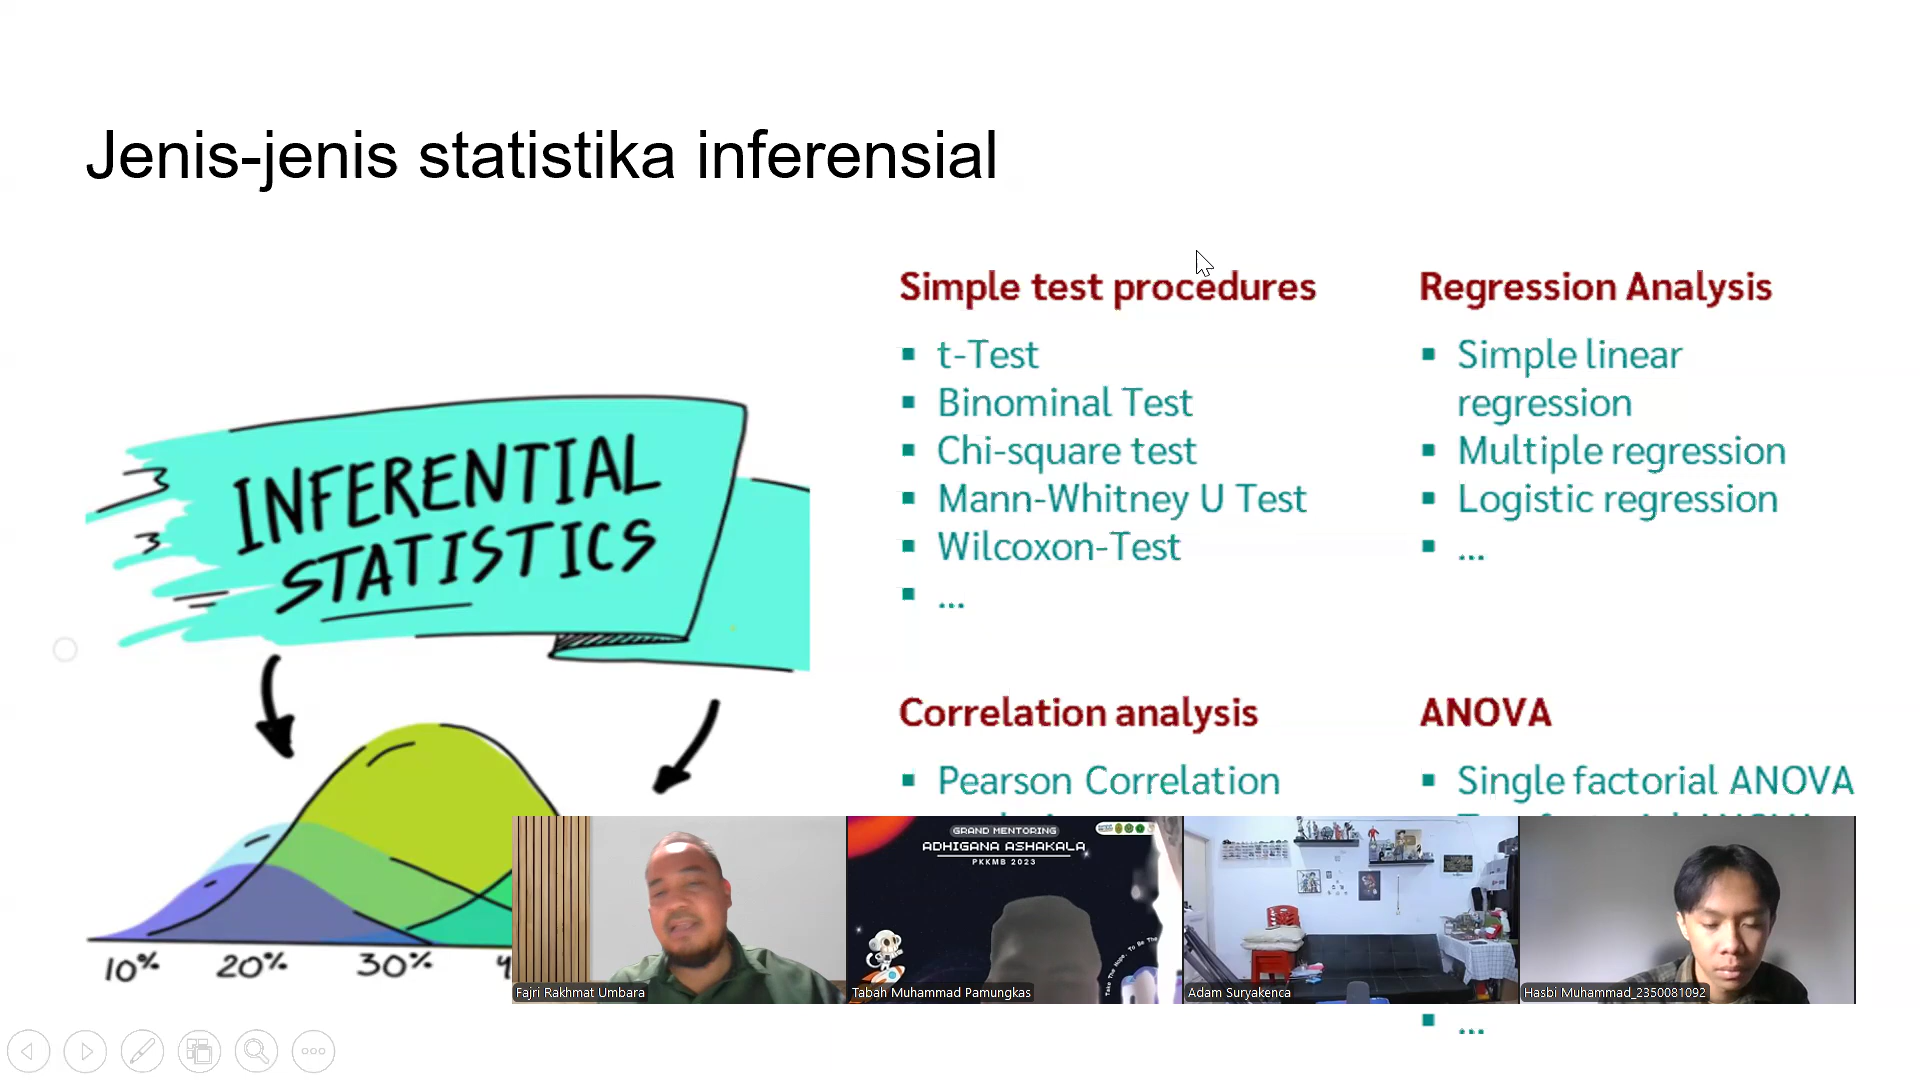 Jenis-jenis statistika inferensial
INFERENTIAL
STATISTICS
10%
20%
30%
Simple test procedures
t-Test
Binominal Test
Chi-square test
Mann-Whitney U Test
Wilcoxon-Test
...
Regression Analysis
Simple linear
regression
Multiple regression
Logistic regression
...
Correlation analysis
Pearson Correlation
ANOVA
Single factorial ANOVA
...
Fajri Rakhmat Umbara
GRAND MENTORING
ADHIGANA ASHAKALA
PKKMB 2023
Tabah Muhammad Pamungkas
Adam Suryakenca
Hasbi Muhammad_2350081092